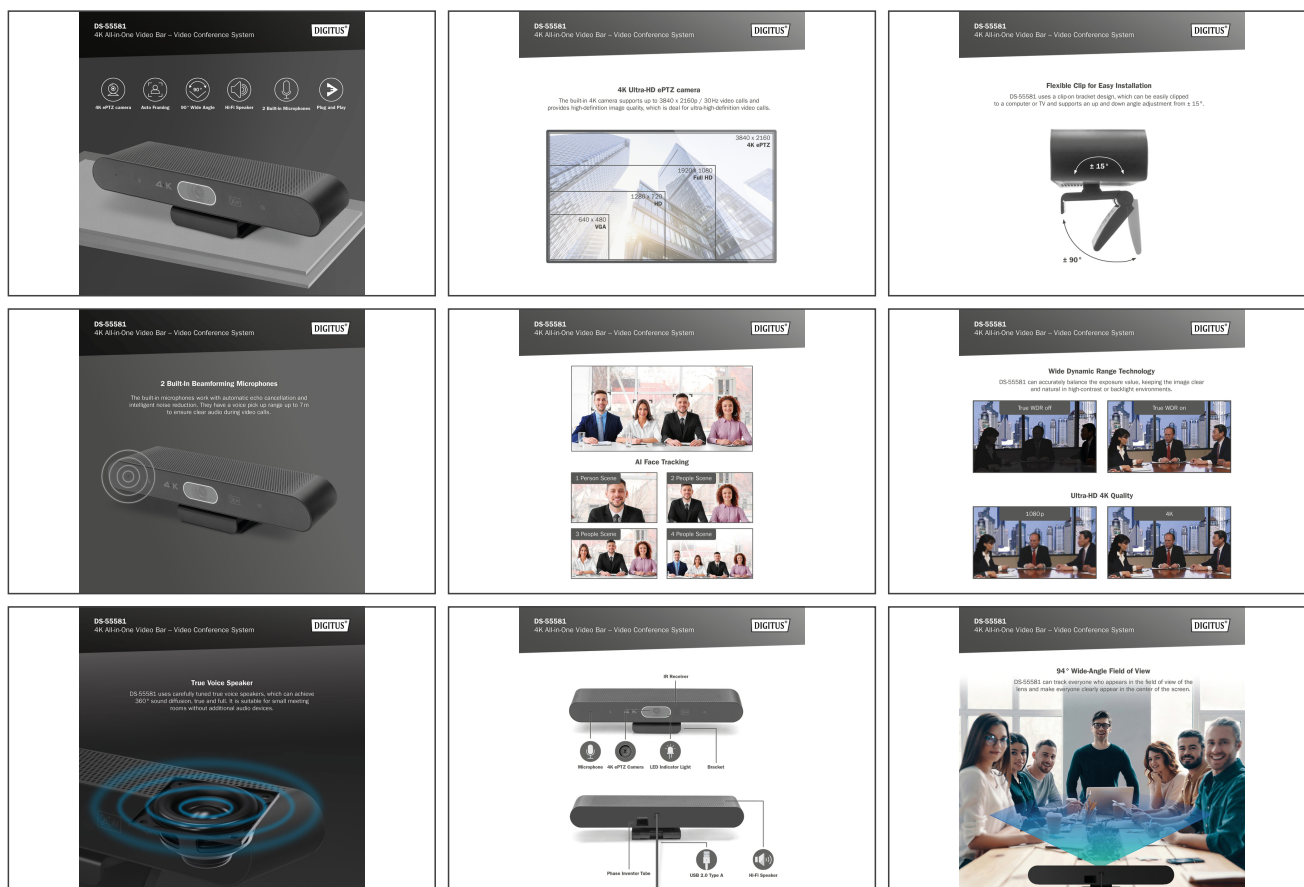 DS-55581
4K All-in-One Video Bar – Video Conference System
DIGITUS®
4K ePTZ camera
Auto Framing
90°
90° Wide Angle
Hi-Fi Speaker
2 Built-in Microphones
Plug and Play
4K
DS-55581
4K All-in-One Video Bar – Video Conference System
DIGITUS®
4K Ultra-HD ePTZ camera
The built-in 4K camera supports up to 3840 x 2160p / 30Hz video calls and
provides high-definition image quality, which is deal for ultra-high-definition video calls.
3840 x 2160
4K ePTZ
1920 x 1080
Full HD
1280 x 720
HD
640 x 480
VGA
DS-55581
4K All-in-One Video Bar – Video Conference System
DIGITUS®
Flexible Clip for Easy Installation
DS-55581 uses a clip-on bracket design, which can be easily clipped
to a computer or TV and supports an up and down angle adjustment from ± 15°.
± 15°
± 90°
DS-55581
4K All-in-One Video Bar – Video Conference System
DIGITUS®
2 Built-In Beamforming Microphones
The built-in microphones work with automatic echo cancellation and
intelligent noise reduction. They have a voice pick up range up to 7m
to ensure clear audio during video calls.
4K
DS-55581
4K All-in-One Video Bar – Video Conference System
DIGITUS®
AI Face Tracking
1 Person Scene
2 People Scene
3 People Scene
4 People Scene
DS-55581
4K All-in-One Video Bar – Video Conference System
DIGITUS®
Wide Dynamic Range Technology
DS-55581 can accurately balance the exposure value, keeping the image clear
and natural in high-contrast or backlight environments.
True WDR off
True WDR on
Ultra-HD 4K Quality
1080p
4K
DS-55581
4K All-in-One Video Bar – Video Conference System
DIGITUS®
True Voice Speaker
DS-55581 uses carefully tuned true voice speakers, which can achieve
360° sound diffusion, true and full. It is suitable for small meeting
rooms without additional audio devices.
DS-55581
4K All-in-One Video Bar – Video Conference System
DIGITUS®
IR Receiver
4K
Microphone
4K ePTZ Camera
LED Indicator Light
Bracket
Phase Inventor Tube
USB 2.0 Type A
Hi-Fi Speaker
DS-55581
4K All-in-One Video Bar – Video Conference System
DIGITUS®
94° Wide-Angle Field of View
DS-55581 can track everyone who appears in the field of view of the
lens and make everyone clearly appear in the center of the screen.